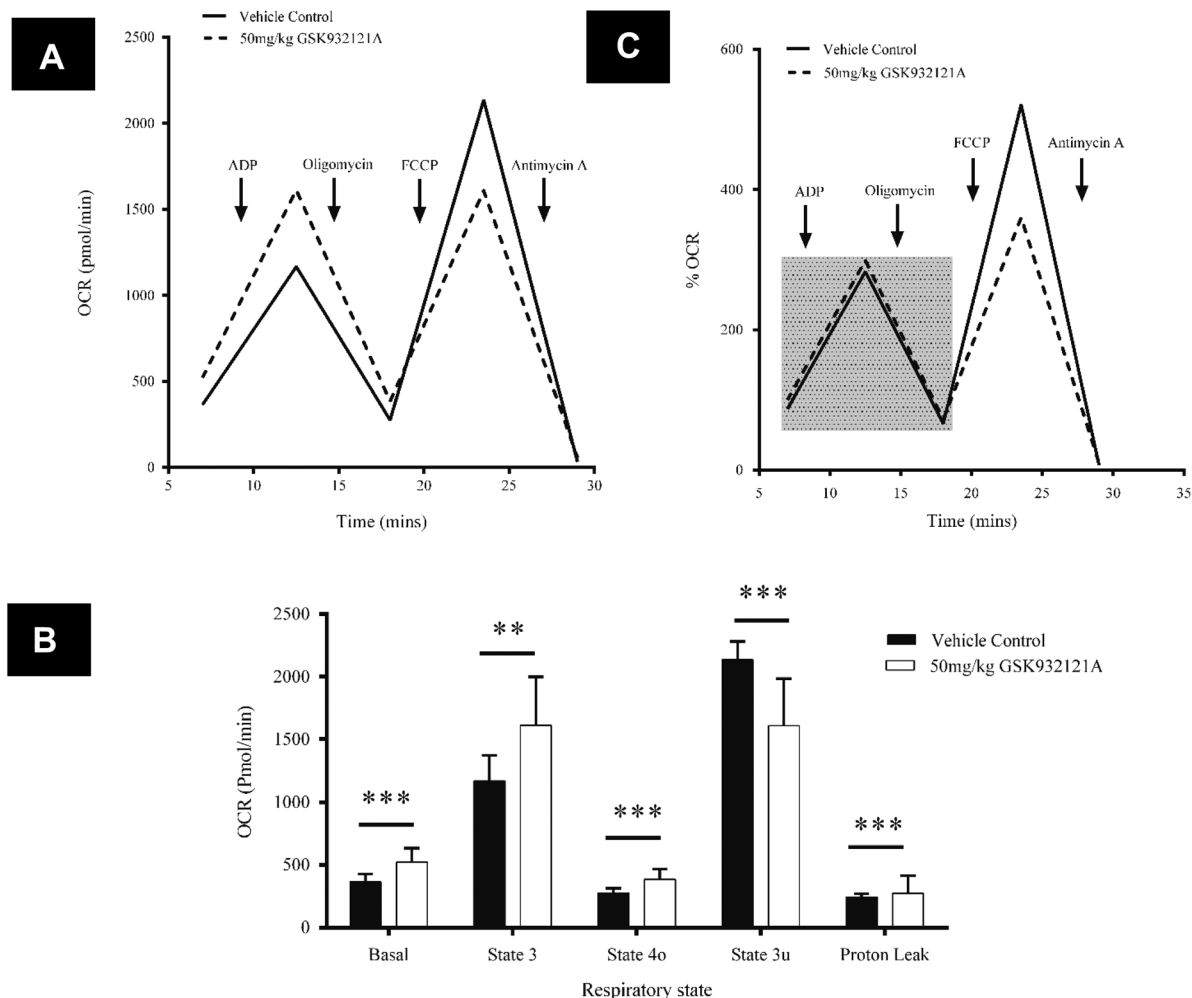 A
Vehicle Control
50mg/kg GSK932121A
2500
2000
1500
1000
500
0
OCR (pmol/min)
ADP
Oligomycin
FCCP
Antimycin A
5
10
15
20
25
30
Time (mins)
C
Vehicle Control
50mg/kg GSK932121A
600
400
200
0
% OCR
FCCP
Antimycin A
ADP
Oligomycin
5
10
15
20
25
30
35
Time (mins)
B
2500
2000
1500
1000
500
0
OCR (Pmol/min)
***
**
***
***
***
Vehicle Control
50mg/kg GSK932121A
Basal
State 3
State 4o
State 3u
Proton Leak
Respiratory state